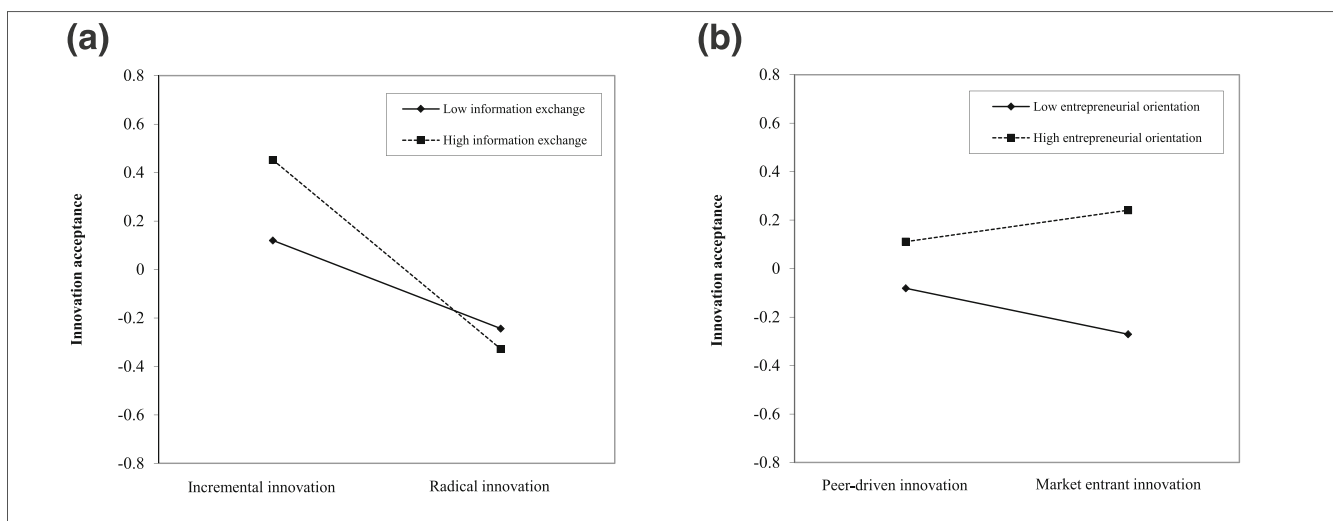 (a)
0.8
0.6
0.4
0.2
0
-0.2
-0.4
-0.6
-0.8
Innovation acceptance
Low information exchange
High information exchange
Incremental innovation
Radical innovation
(b)
0.8
0.6
0.4
0.2
0
-0.2
-0.4
-0.6
-0.8
Innovation acceptance
Low entrepreneurial orientation
High entrepreneurial orientation
Peer-driven innovation
Market entrant innovation